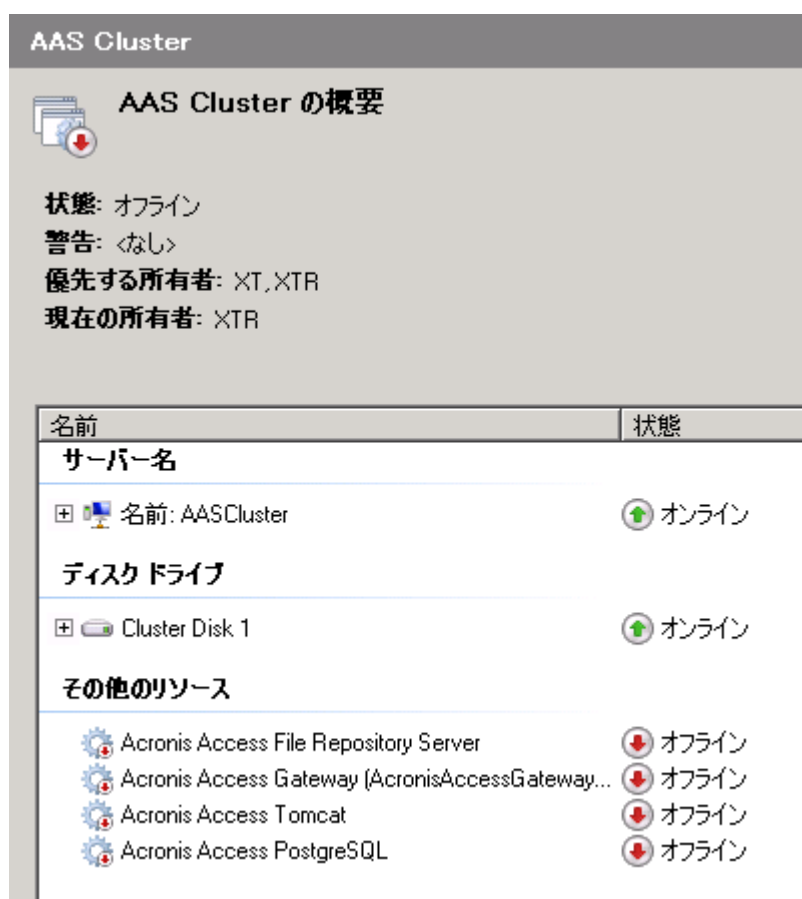 AAS Cluster
AAS Cluster の概要
状態: オフライン
警告: <なし>
優先する所有者: XT, XTR
現在の所有者: XTR
名前 状態
サーバー名
名前: AASCluster オンライン
ディスク ドライブ
Cluster Disk 1 オンライン
その他のリソース
Acronis Access File Repository Server オフライン
Acronis Access Gateway (AcronisAccessGateway... オフライン
Acronis Access Tomcat オフライン
Acronis Access PostgreSQL オフライン